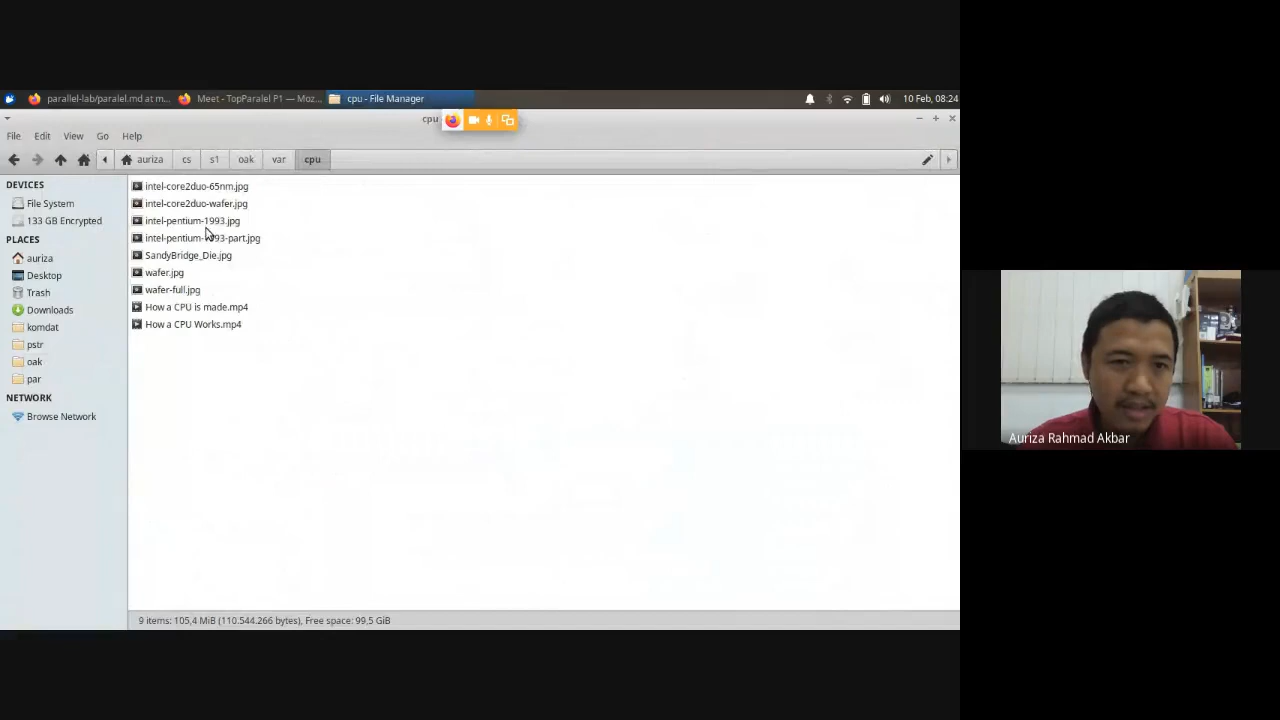 parallel-lab/paralel.md at m...
Meet - TopParalel P1 — Moz...
cpu - File Manager
10 Feb, 08:24
cpu
File Edit View Go Help
auriza cs s1 oak var cpu
DEVICES
File System
133 GB Encrypted
PLACES
auriza
Desktop
Trash
Downloads
komdat
pstr
oak
par
NETWORK
Browse Network
intel-core2duo-65nm.jpg
intel-core2duo-wafer.jpg
intel-pentium-1993.jpg
intel-pentium-1993-part.jpg
SandyBridge_Die.jpg
wafer.jpg
wafer-full.jpg
How a CPU is made.mp4
How a CPU Works.mp4
9 items: 105,4 MiB (110.544.266 bytes), Free space: 99,5 GiB
Auriza Rahmad Akbar